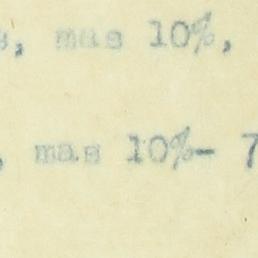 s, mas 10%,
, mas 10%- 7